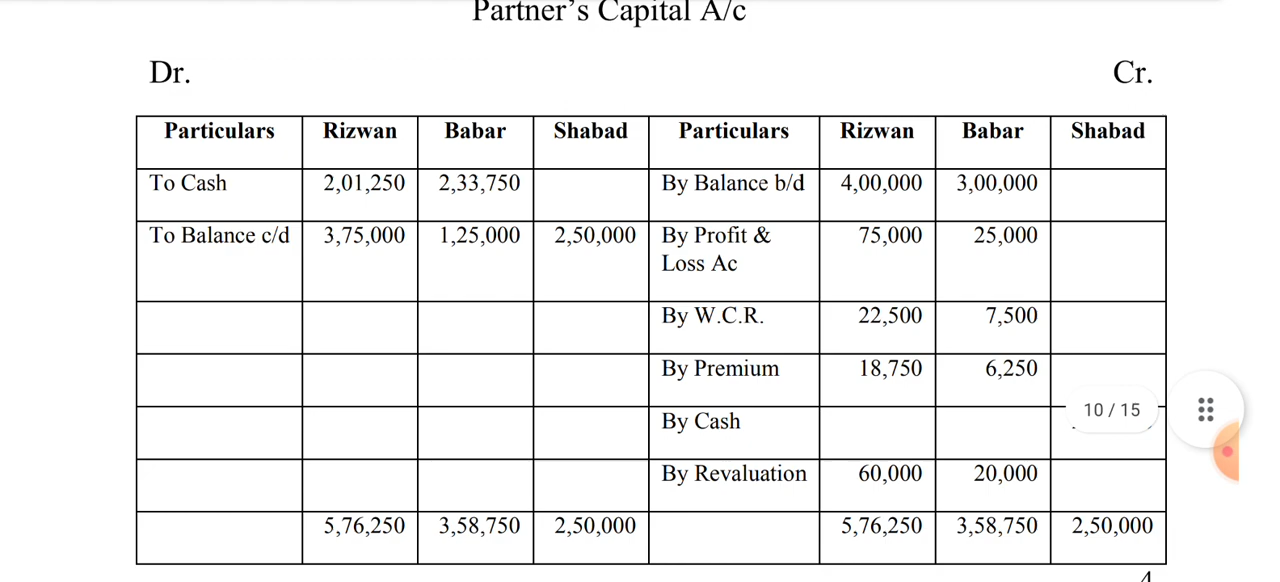 Partner's Capital A/c
Dr. Cr.
Particulars Rizwan Babar Shabad Particulars Rizwan Babar Shabad
To Cash 2,01,250 2,33,750 By Balance b/d 4,00,000 3,00,000
To Balance c/d 3,75,000 1,25,000 2,50,000 By Profit & 75,000 25,000
Loss Ac
By W.C.R. 22,500 7,500
By Premium 18,750 6,250
10 / 15
By Cash
By Revaluation 60,000 20,000
5,76,250 3,58,750 2,50,000 5,76,250 3,58,750 2,50,000